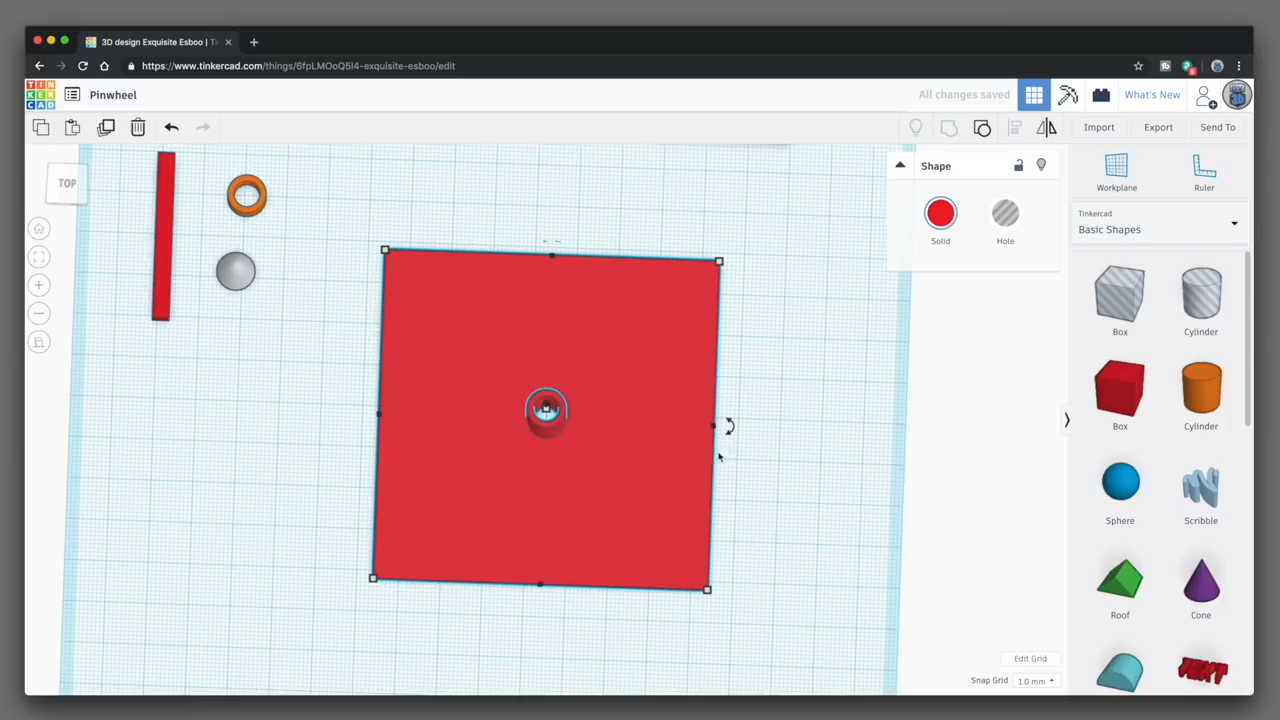 3D design Exquisite Esboo | Ti
https://www.tinkercad.com/things/6fpLMOoQ5l4-exquisite-esboo/edit
TIN
KER
CAD
Pinwheel
All changes saved
What's New
Import
Export
Send To
TOP
Shape
Solid
Hole
Workplane
Ruler
Tinkercad
Basic Shapes
Box
Cylinder
Box
Cylinder
Sphere
Scribble
Roof
Cone
TEXT
Edit Grid
Snap Grid
1.0 mm